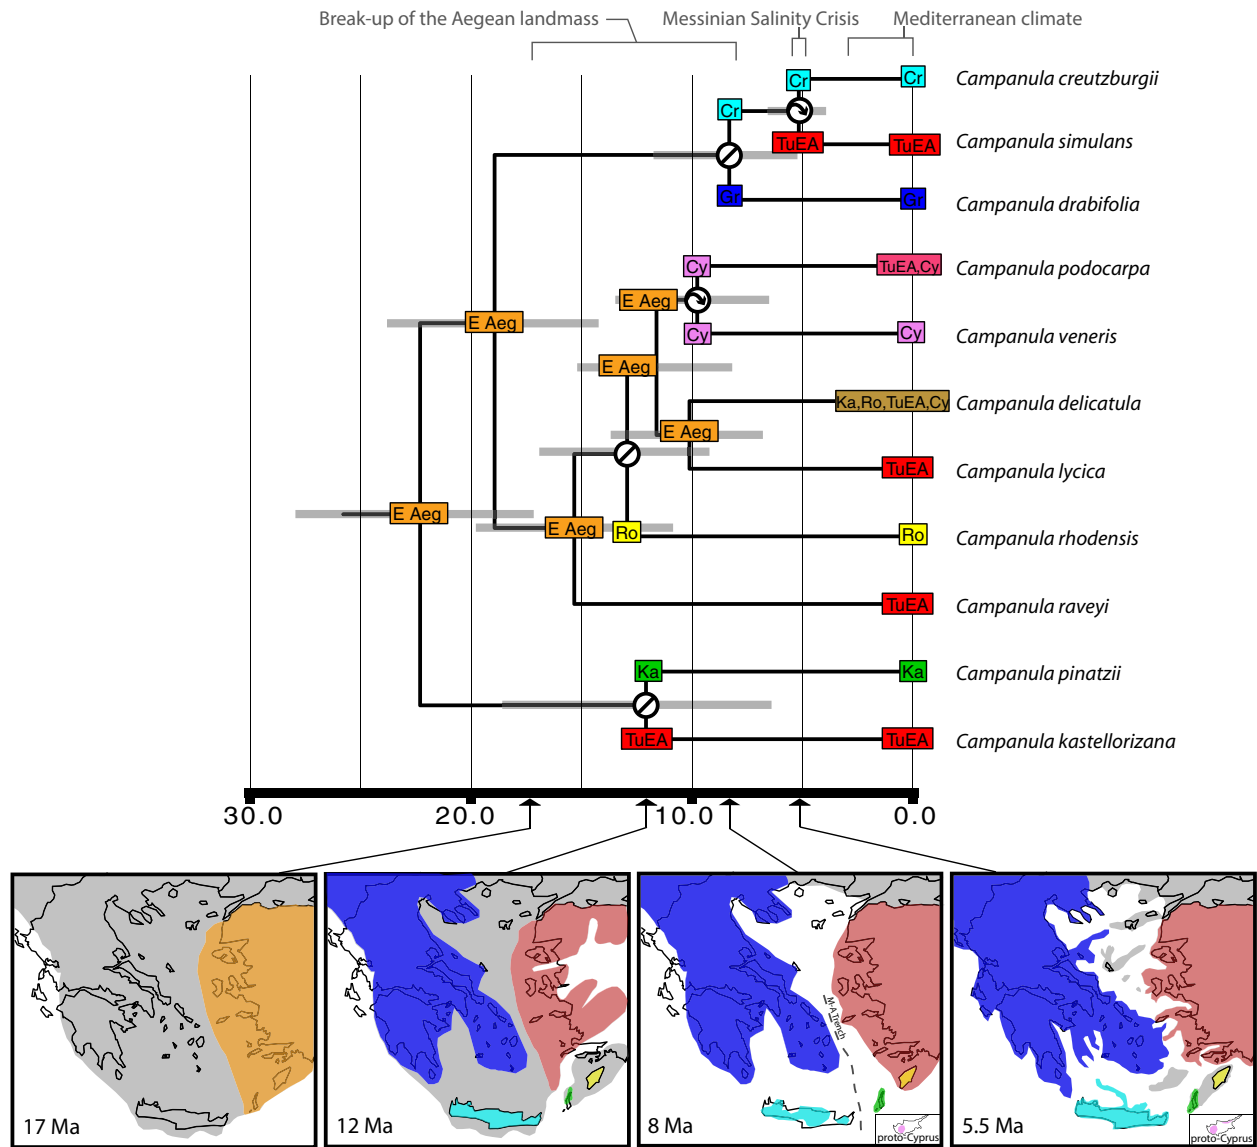 Break-up of the Aegean landmass
Messinian Salinity Crisis
Mediterranean climate
Cr
Cr
Campanula creutzburgii
Cr
TuEA
TuEA
Campanula simulans
Gr
Gr
Campanula drabifolia
Cy
TuEA,Cy
Campanula podocarpa
E Aeg
E Aeg
Cy
Cy
Campanula veneris
E Aeg
Ka,Ro,TuEA,Cy
Campanula delicatula
E Aeg
TuEA
Campanula lycica
E Aeg
E Aeg
Ro
Ro
Campanula rhodensis
TuEA
Campanula raveyi
Ka
Ka
Campanula pinatzii
TuEA
TuEA
Campanula kastellorizana
30.0
20.0
10.0
0.0
17 Ma
12 Ma
M-A Trench
8 Ma
proto-Cyprus
5.5 Ma
proto-Cyprus